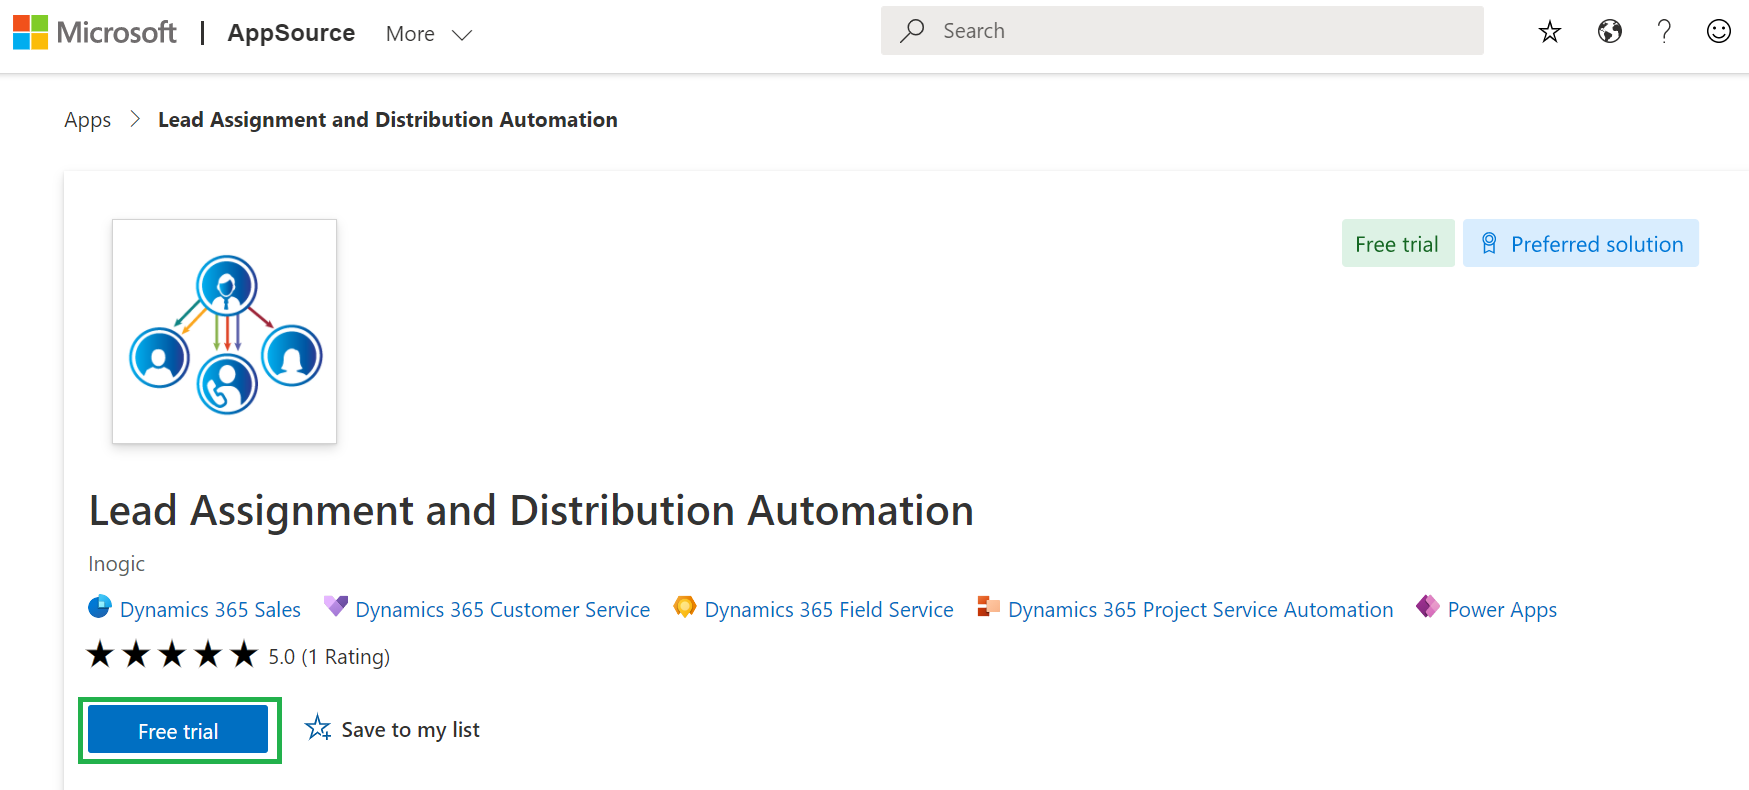 Microsoft | AppSource More Search ?
Apps > Lead Assignment and Distribution Automation
Free trial Preferred solution
Lead Assignment and Distribution Automation
Inogic
Dynamics 365 Sales Dynamics 365 Customer Service Dynamics 365 Field Service Dynamics 365 Project Service Automation Power Apps
★★★★★ 5.0 (1 Rating)
Free trial Save to my list